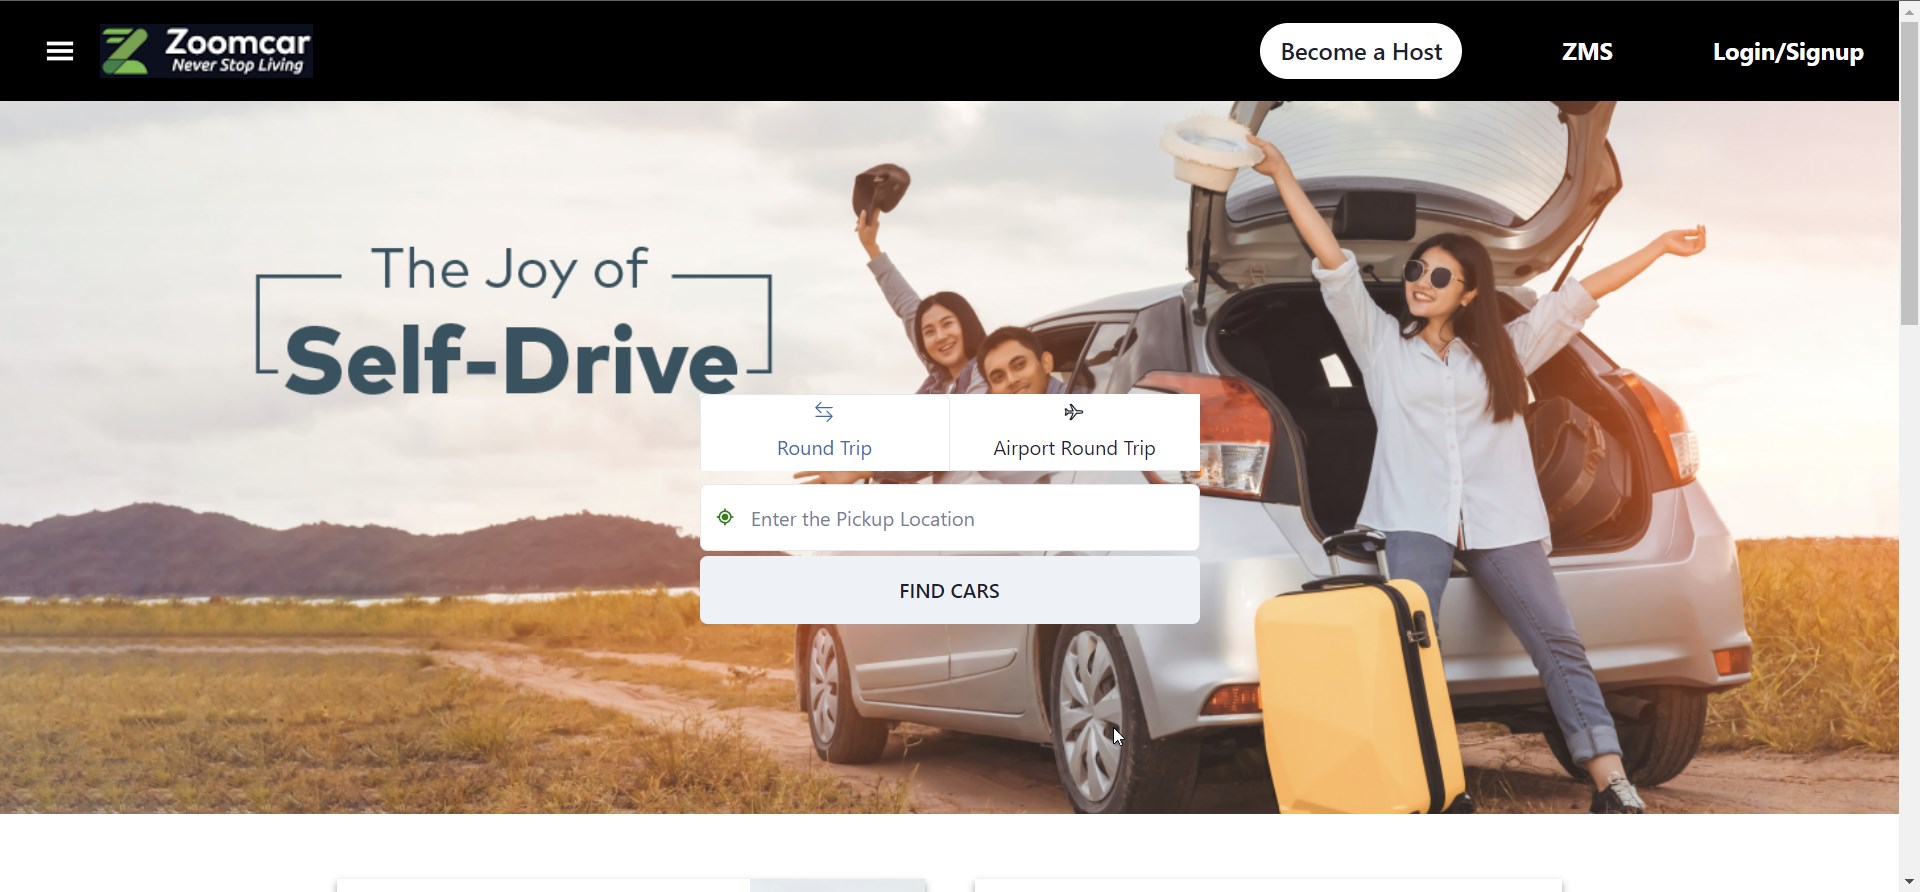 Zoomcar
Never Stop Living
Become a Host
ZMS
Login/Signup
The Joy of
Self-Drive
Round Trip
Airport Round Trip
Enter the Pickup Location
FIND CARS